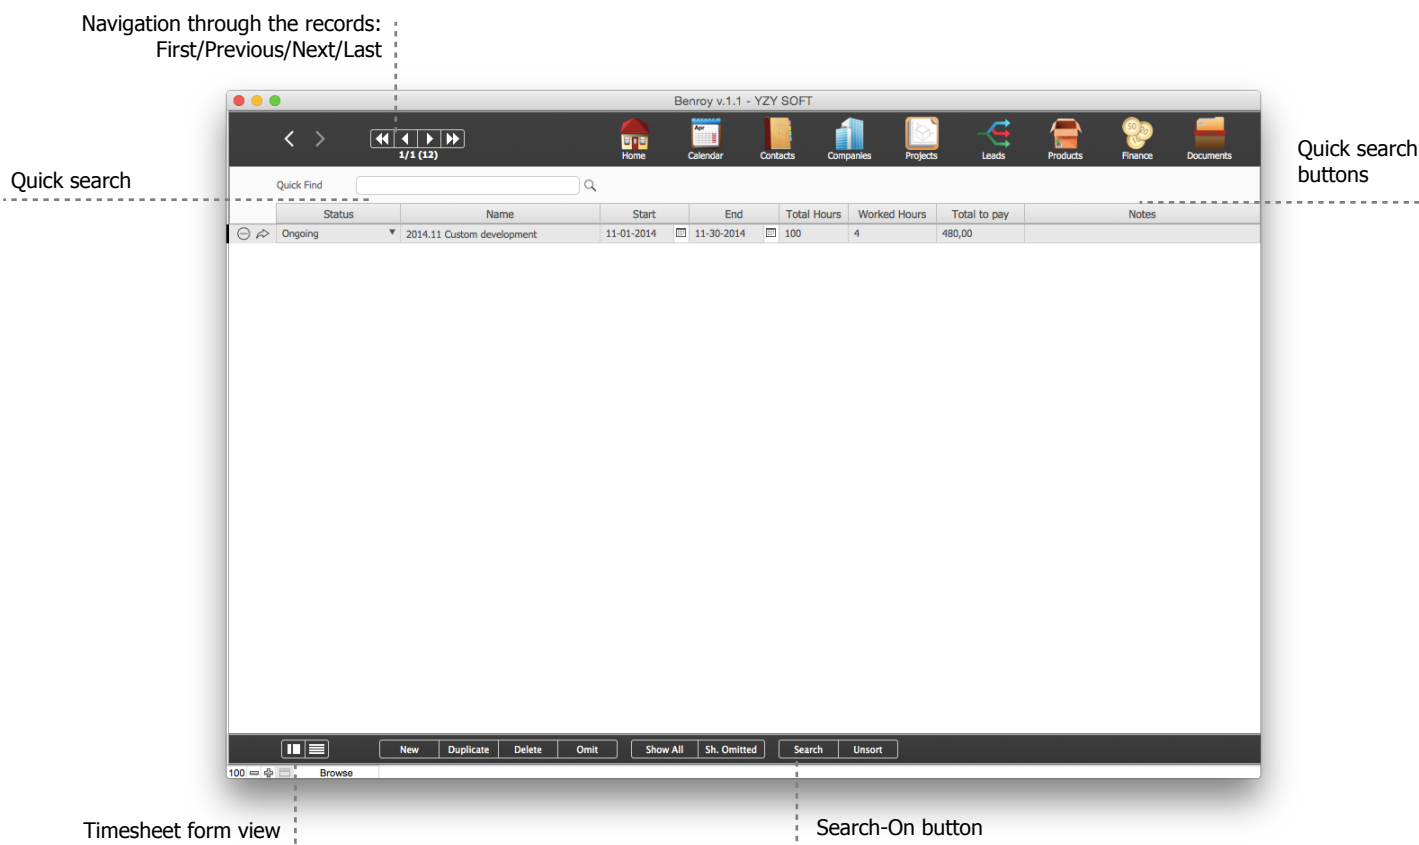 Navigation through the records:
First/Previous/Next/Last
Benroy v.1.1 - YZY SOFT
1/1 (12)
Home
Calendar
Contacts
Companies
Projects
Leads
Products
Finance
Documents
Apr
50
Quick search
buttons
Quick search
Quick Find
Status Name Start End Total Hours Worked Hours Total to pay Notes
Ongoing 2014.11 Custom development 11-01-2014 11-30-2014 100 4 480,00
New Duplicate Delete Omit Show All Sh. Omitted Search Unsort
100 Browse
Timesheet form view
Search-On button